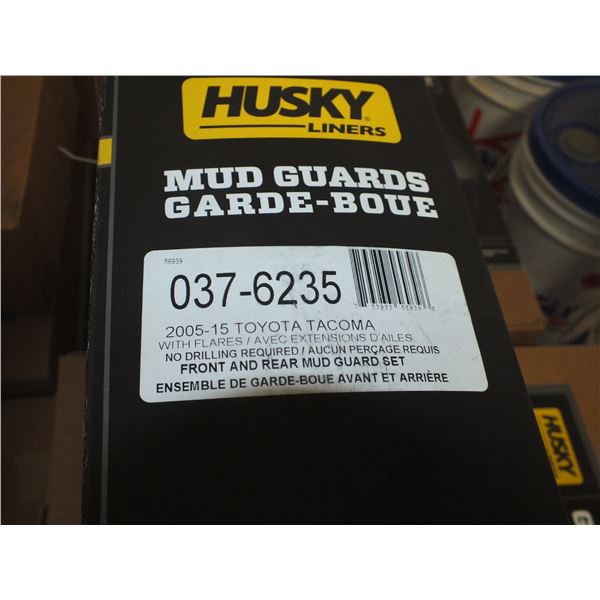 HUSKY
LINERS
MUD GUARDS
GARDE-BOUE
56939
037-6235
2005-15 TOYOTA TACOMA
WITH FLARES / AVEC EXTENSIONS D'AILES
NO DRILLING REQUIRED / AUCUN PERÇAGE REQUIS
FRONT AND REAR MUD GUARD SET
ENSEMBLE DE GARDE-BOUE AVANT ET ARRIÈRE
HUSKY